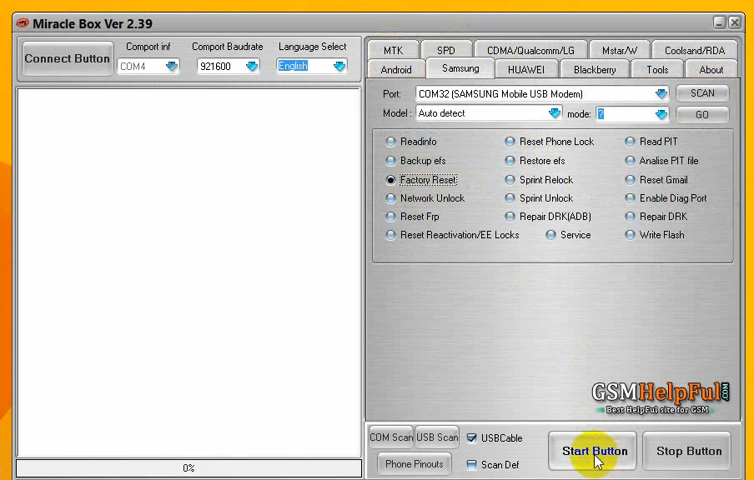 Miracle Box Ver 2.39
Connect Button
Comport inf
Comport Baudrate
Language Select
COM4
921600
English
MTK
SPD
CDMA/Qualcomm/LG
Mstar/W
Coolsand/RDA
Android
Samsung
HUAWEI
Blackberry
Tools
About
Port: COM32 (SAMSUNG Mobile USB Modem) SCAN
Model : Auto detect mode: ? GO
Readinfo Reset Phone Lock Read PIT
Backup efs Restore efs Analise PIT file
Factory Reset Sprint Relock Reset Gmail
Network Unlock Sprint Unlock Enable Diag Port
Reset Frp Repair DRK(ADB) Repair DRK
Reset Reactivation/EE Locks Service Write Flash
GSMHelpFul.COM
Best HelpFul site for GSM
COM Scan USB Scan USBCable
Start Button
Stop Button
Phone Pinouts Scan Def
0%